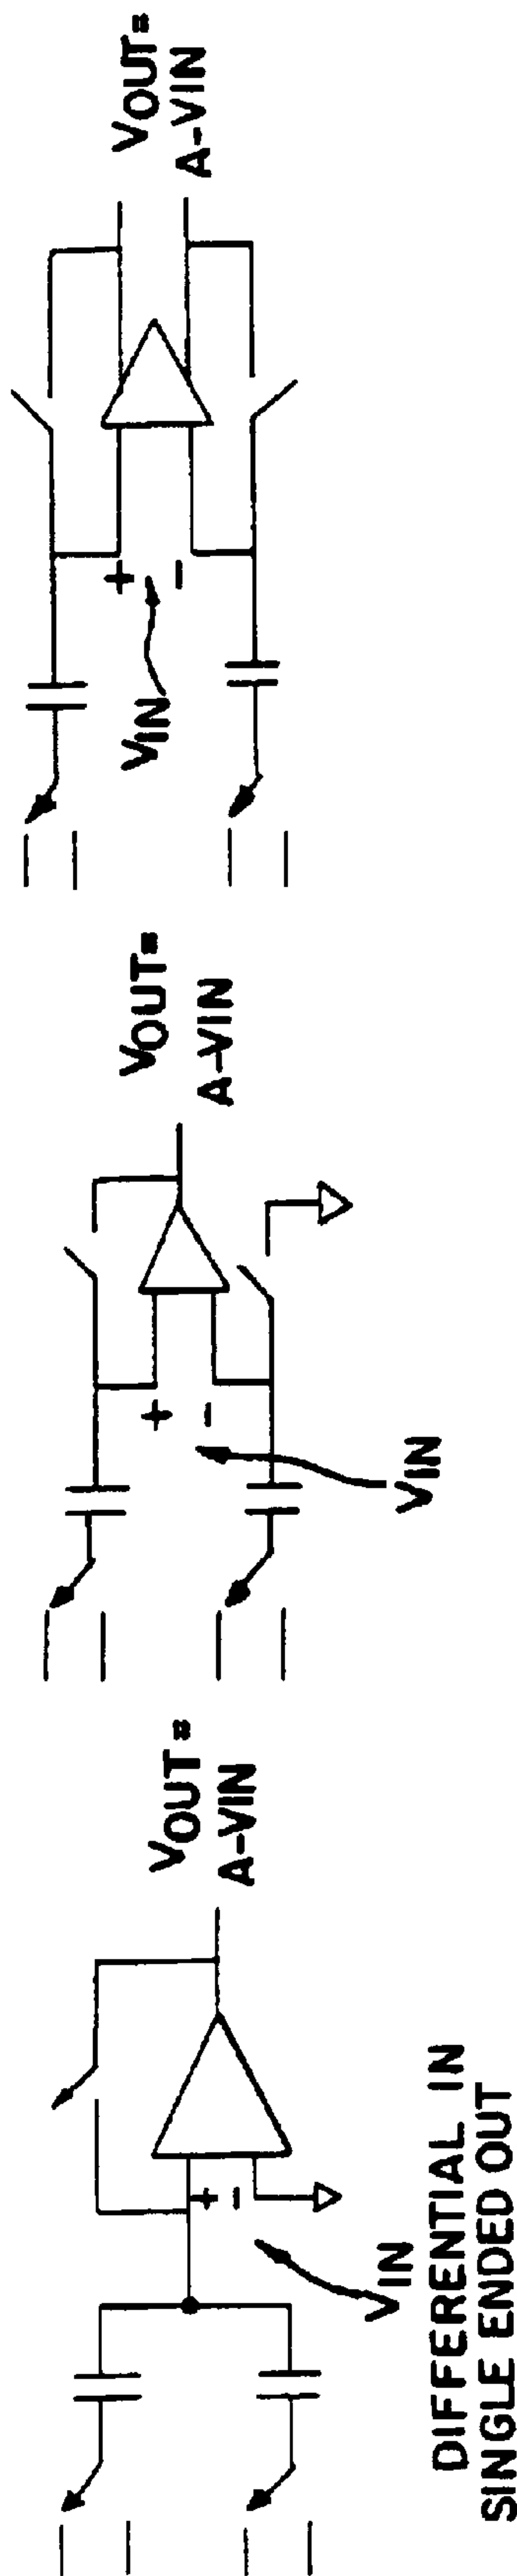 +
-
VIN
VOUT=
A-VIN
DIFFERENTIAL IN
SINGLE ENDED OUT
+
-
VIN
VOUT=
A-VIN
+
-
VIN
VOUT=
A-VIN